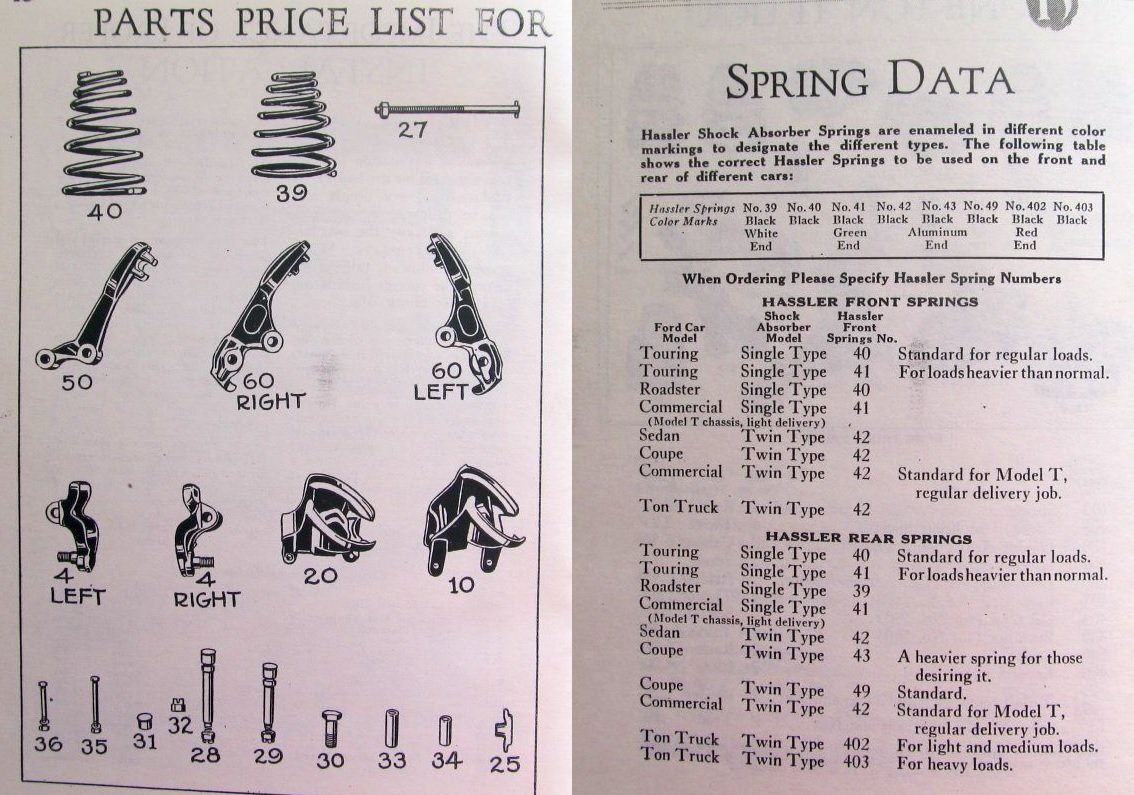 PARTS PRICE LIST FOR
40
39
27
50
60
RIGHT
60
LEFT
4
LEFT
4
RIGHT
20
10
36
35
31
32
28
29
30
33
34
25
SPRING DATA
Hassler Shock Absorber Springs are enameled in different color
markings to designate the different types. The following table
shows the correct Hassler Springs to be used on the front and
rear of different cars:
Hassler Springs No. 39 No. 40 No. 41 No. 42 No. 43 No. 49 No. 402 No. 403
Color Marks Black Black Black Black Black Black Black Black
White Green Aluminum Red
End End End End
When Ordering Please Specify Hassler Spring Numbers
HASSLER FRONT SPRINGS
Shock Hassler
Ford Car Absorber Front
Model Model Springs No.
Touring Single Type 40 Standard for regular loads.
Touring Single Type 41 For loads heavier than normal.
Roadster Single Type 40
Commercial Single Type 41
(Model T chassis, light delivery)
Sedan Twin Type 42
Coupe Twin Type 42
Commercial Twin Type 42 Standard for Model T,
regular delivery job.
Ton Truck Twin Type 42
HASSLER REAR SPRINGS
Touring Single Type 40 Standard for regular loads.
Touring Single Type 41 For loads heavier than normal.
Roadster Single Type 39
Commercial Single Type 41
(Model T chassis, light delivery)
Sedan Twin Type 42
Coupe Twin Type 43 A heavier spring for those
desiring it.
Coupe Twin Type 49 Standard.
Commercial Twin Type 42 Standard for Model T,
regular delivery job.
Ton Truck Twin Type 402 For light and medium loads.
Ton Truck Twin Type 403 For heavy loads.